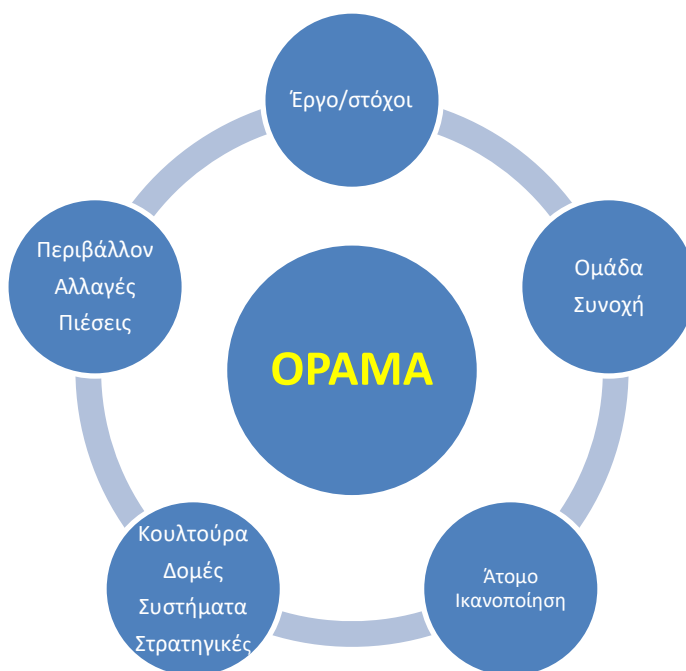 Έργο/στόχοι
Ομάδα
Συνοχή
Άτομο
Ικανοποίηση
Κουλτούρα
Δομές
Συστήματα
Στρατηγικές
Περιβάλλον
Αλλαγές
Πιέσεις
ΟΡΑΜΑ